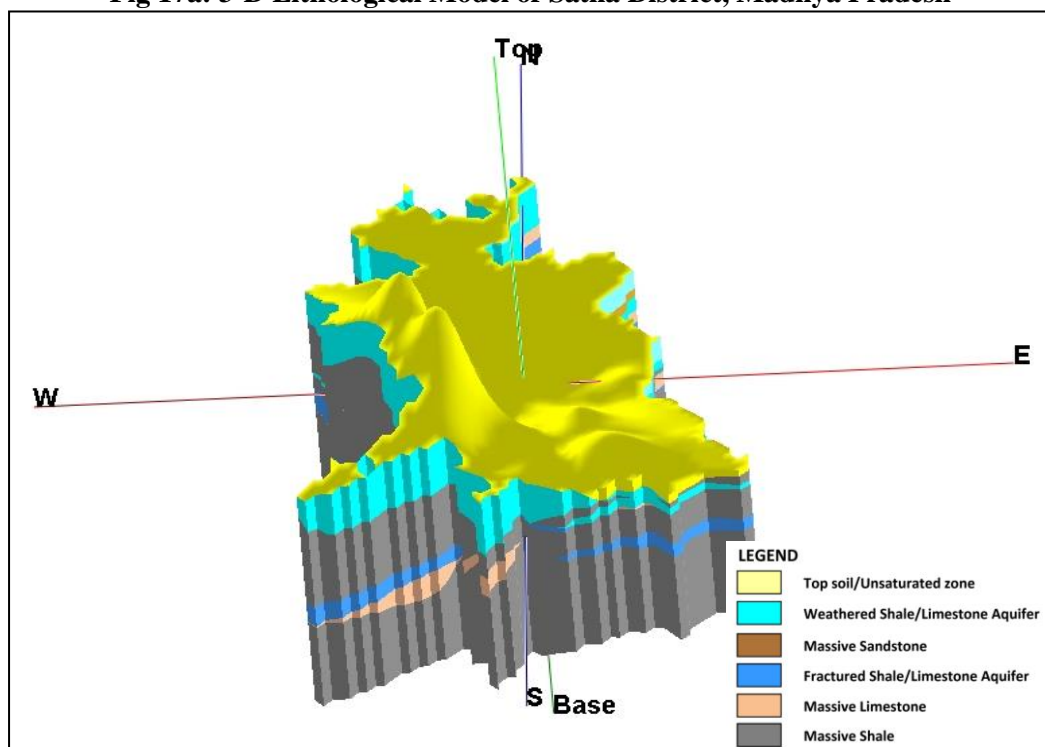 Fig 17a: 3-D Lithological Model of Satna District, Madhya Pradesh
Top
N
E
W
S
Base
LEGEND
Top soil/Unsaturated zone
Weathered Shale/Limestone Aquifer
Massive Sandstone
Fractured Shale/Limestone Aquifer
Massive Limestone
Massive Shale